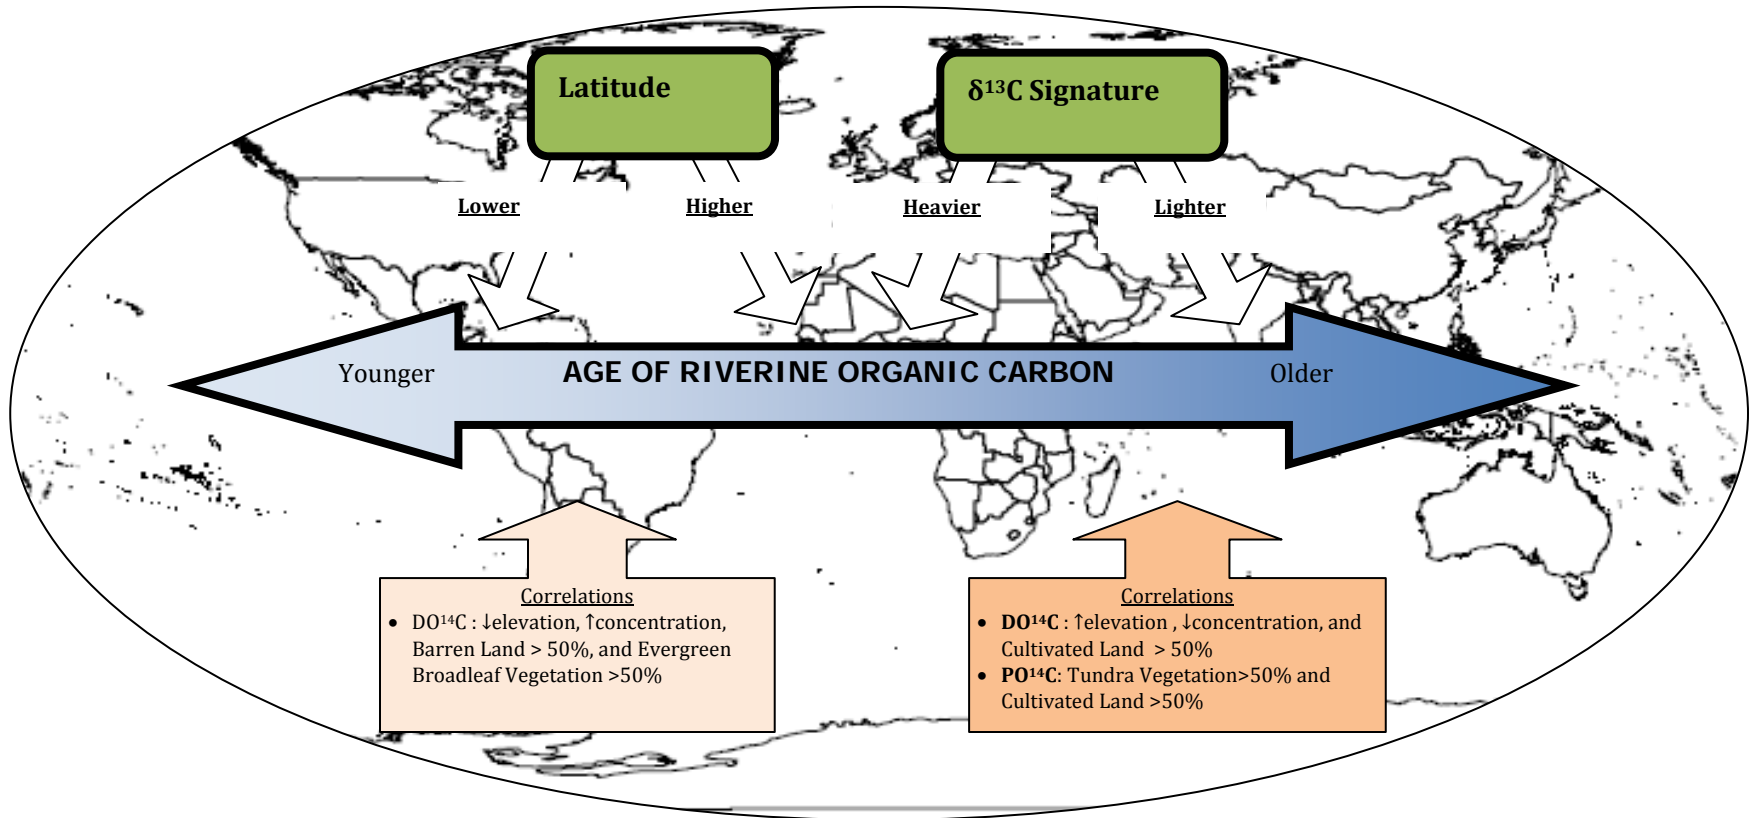 Latitude
δ¹³C Signature
Lower
Higher
Heavier
Lighter
Younger
AGE OF RIVERINE ORGANIC CARBON
Older
Correlations
• DO¹⁴C : ↓elevation, ↑concentration,
Barren Land > 50%, and Evergreen
Broadleaf Vegetation >50%
Correlations
• DO¹⁴C : ↑elevation , ↓concentration, and
Cultivated Land > 50%
• PO¹⁴C: Tundra Vegetation>50% and
Cultivated Land >50%